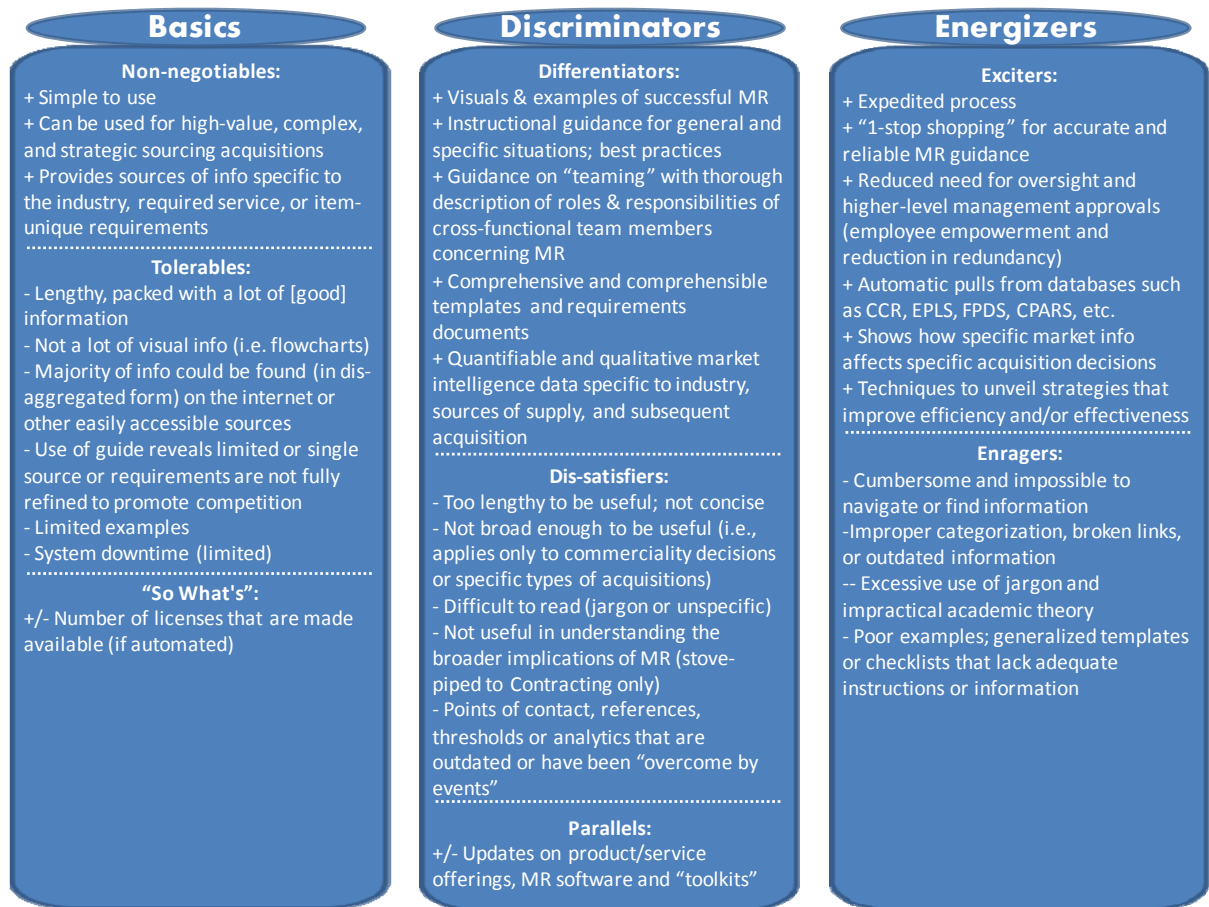 Basics
Non-negotiables:
+ Simple to use
+ Can be used for high-value, complex,
and strategic sourcing acquisitions
+ Provides sources of info specific to
the industry, required service, or item-
unique requirements
Tolerables:
- Lengthy, packed with a lot of [good]
information
- Not a lot of visual info (i.e. flowcharts)
- Majority of info could be found (in dis-
aggregated form) on the internet or
other easily accessible sources
- Use of guide reveals limited or single
source or requirements are not fully
refined to promote competition
- Limited examples
- System downtime (limited)
“So What's”:
+/- Number of licenses that are made
available (if automated)
Discriminators
Differentiators:
+ Visuals & examples of successful MR
+ Instructional guidance for general and
specific situations; best practices
+ Guidance on “teaming” with thorough
description of roles & responsibilities of
cross-functional team members
concerning MR
+ Comprehensive and comprehensible
templates and requirements
documents
+ Quantifiable and qualitative market
intelligence data specific to industry,
sources of supply, and subsequent
acquisition
Dis-satisfiers:
- Too lengthy to be useful; not concise
- Not broad enough to be useful (i.e.,
applies only to commerciality decisions
or specific types of acquisitions)
- Difficult to read (jargon or unspecific)
- Not useful in understanding the
broader implications of MR (stove-
piped to Contracting only)
- Points of contact, references,
thresholds or analytics that are
outdated or have been “overcome by
events”
Parallels:
+/- Updates on product/service
offerings, MR software and “toolkits”
Energizers
Exciters:
+ Expedited process
+ “1-stop shopping” for accurate and
reliable MR guidance
+ Reduced need for oversight and
higher-level management approvals
(employee empowerment and
reduction in redundancy)
+ Automatic pulls from databases such
as CCR, EPLS, FPDS, CPARS, etc.
+ Shows how specific market info
affects specific acquisition decisions
+ Techniques to unveil strategies that
improve efficiency and/or effectiveness
Enragers:
- Cumbersome and impossible to
navigate or find information
-Improper categorization, broken links,
or outdated information
-- Excessive use of jargon and
impractical academic theory
- Poor examples; generalized templates
or checklists that lack adequate
instructions or information